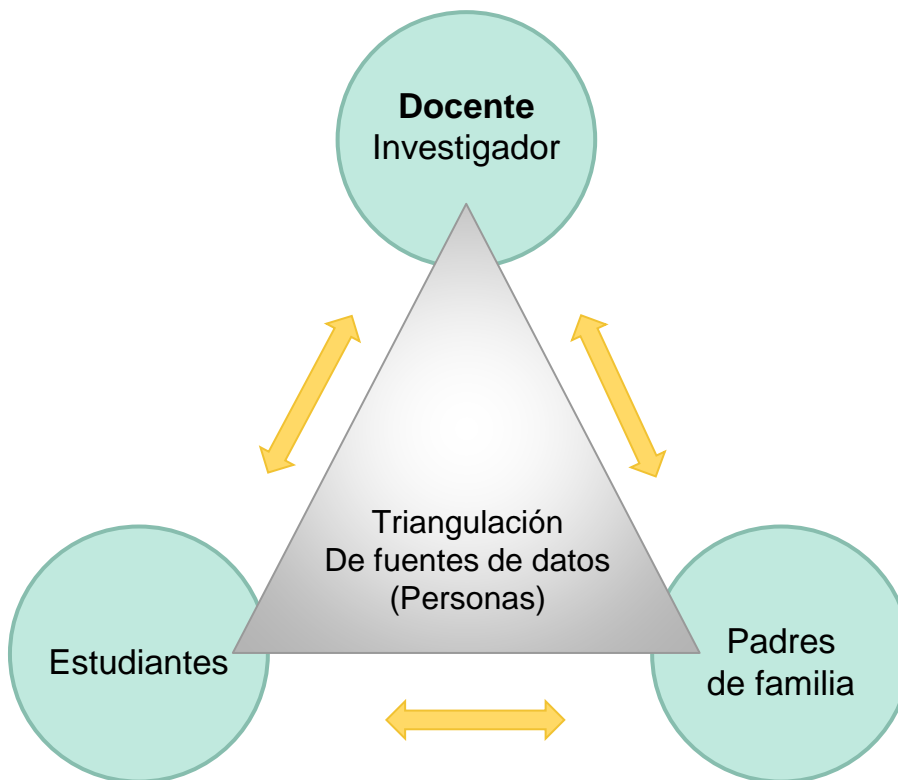 Docente
Investigador
Triangulación
De fuentes de datos
(Personas)
Estudiantes
Padres
de familia